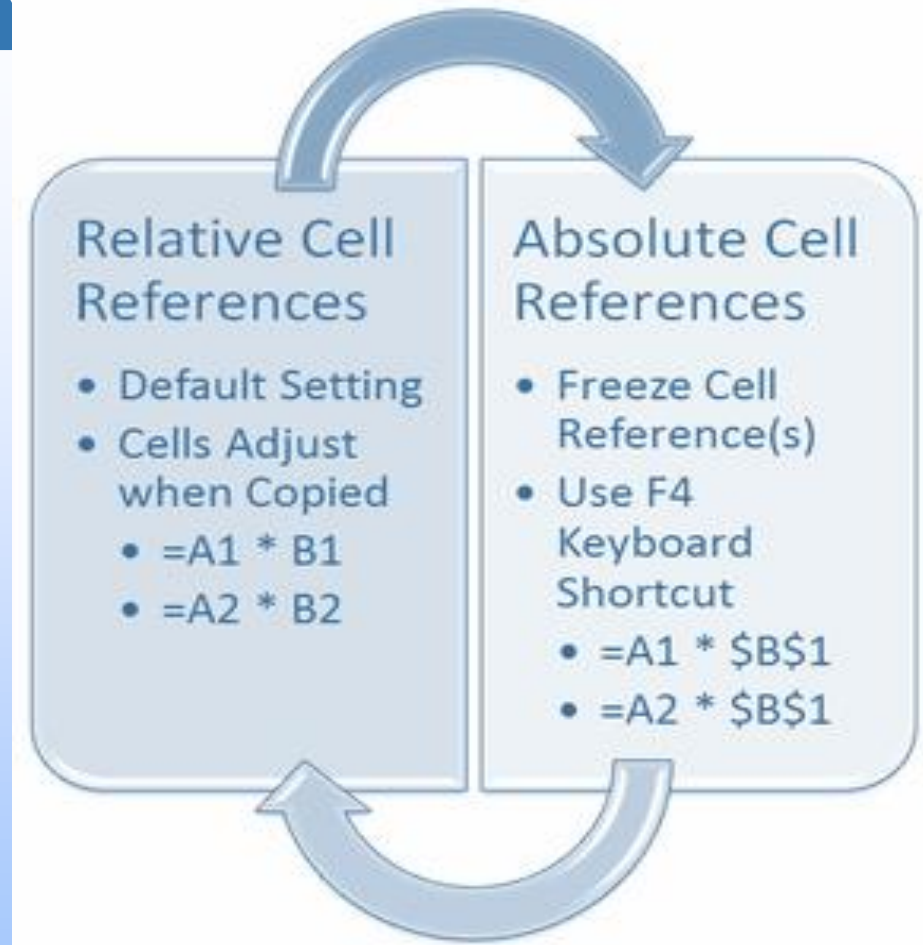 Relative Cell
References
• Default Setting
• Cells Adjust
when Copied
• =A1 * B1
• =A2 * B2
Absolute Cell
References
• Freeze Cell
Reference(s)
• Use F4
Keyboard
Shortcut
• =A1 * $B$1
• =A2 * $B$1